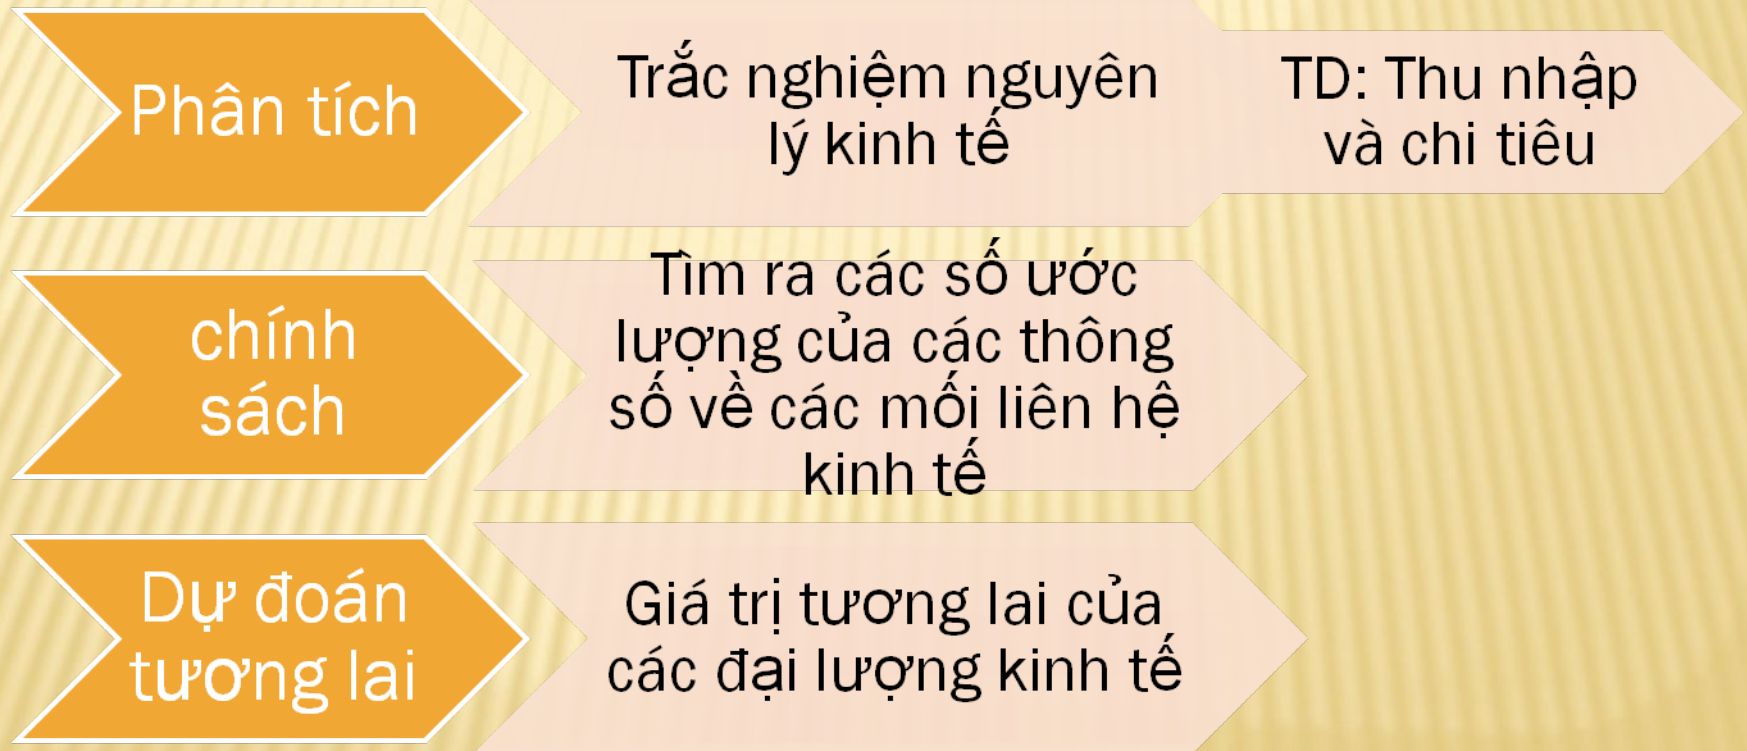 Phân tích
Trắc nghiệm nguyên
lý kinh tế
TD: Thu nhập
và chi tiêu
chính
sách
Tìm ra các số ước
lượng của các thông
số về các mối liên hệ
kinh tế
Dự đoán
tương lai
Giá trị tương lai của
các đại lượng kinh tế